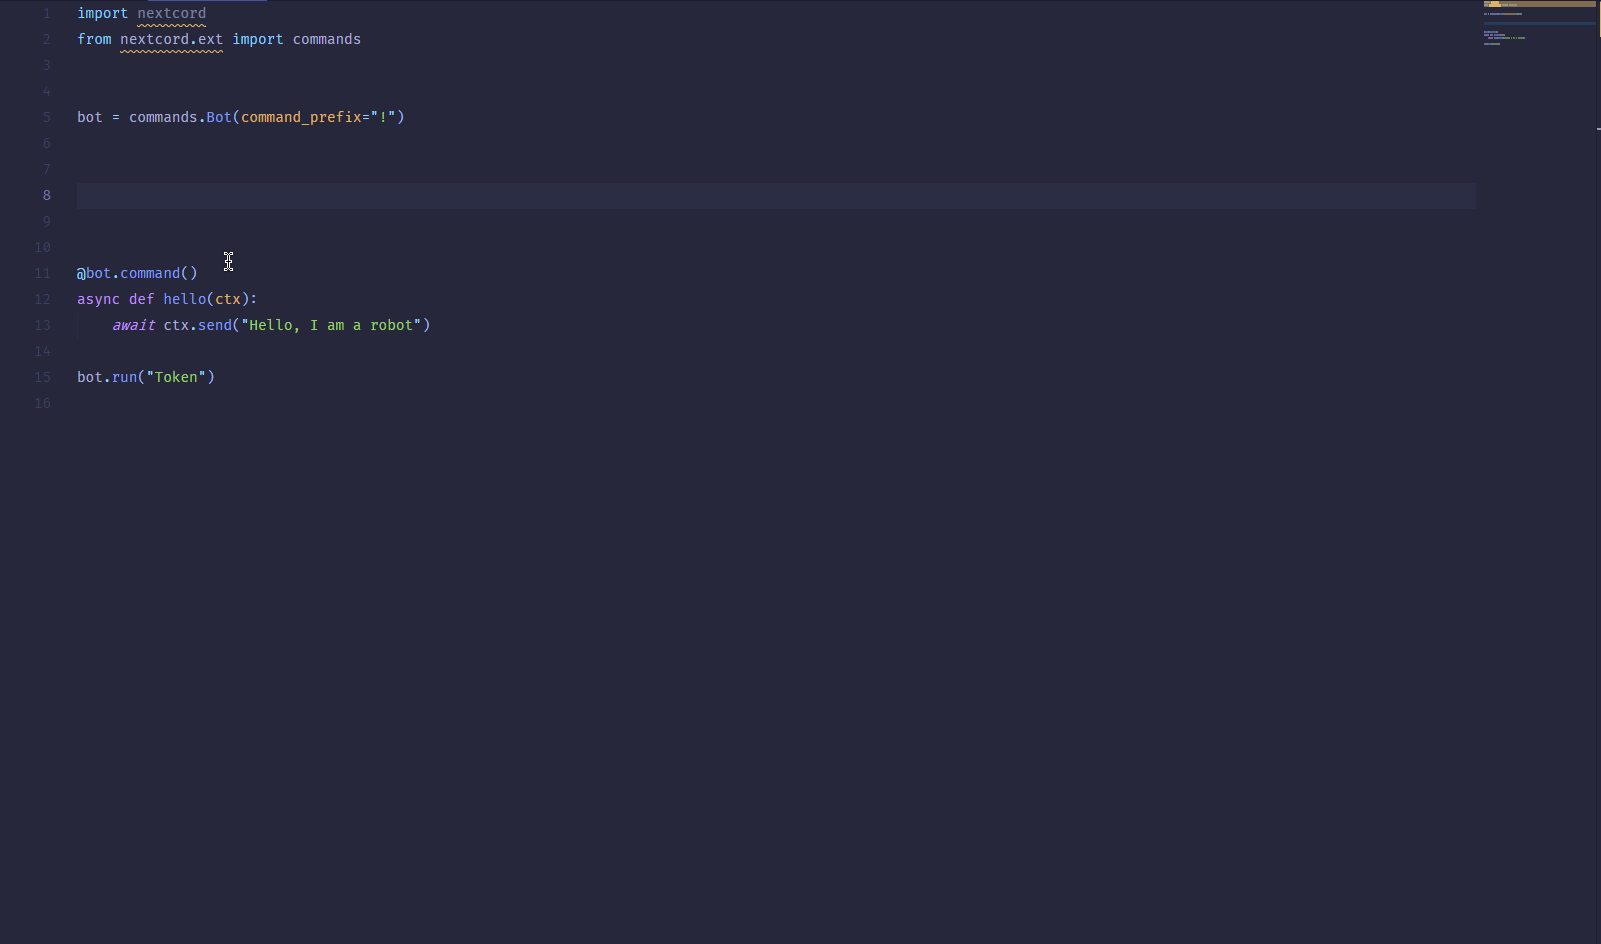 1 import nextcord
2 from nextcord.ext import commands
3
4
5 bot = commands.Bot(command_prefix="!")
6
7
8
9
10
11 @bot.command()
12 async def hello(ctx):
13     await ctx.send("Hello, I am a robot")
14
15 bot.run("Token")
16